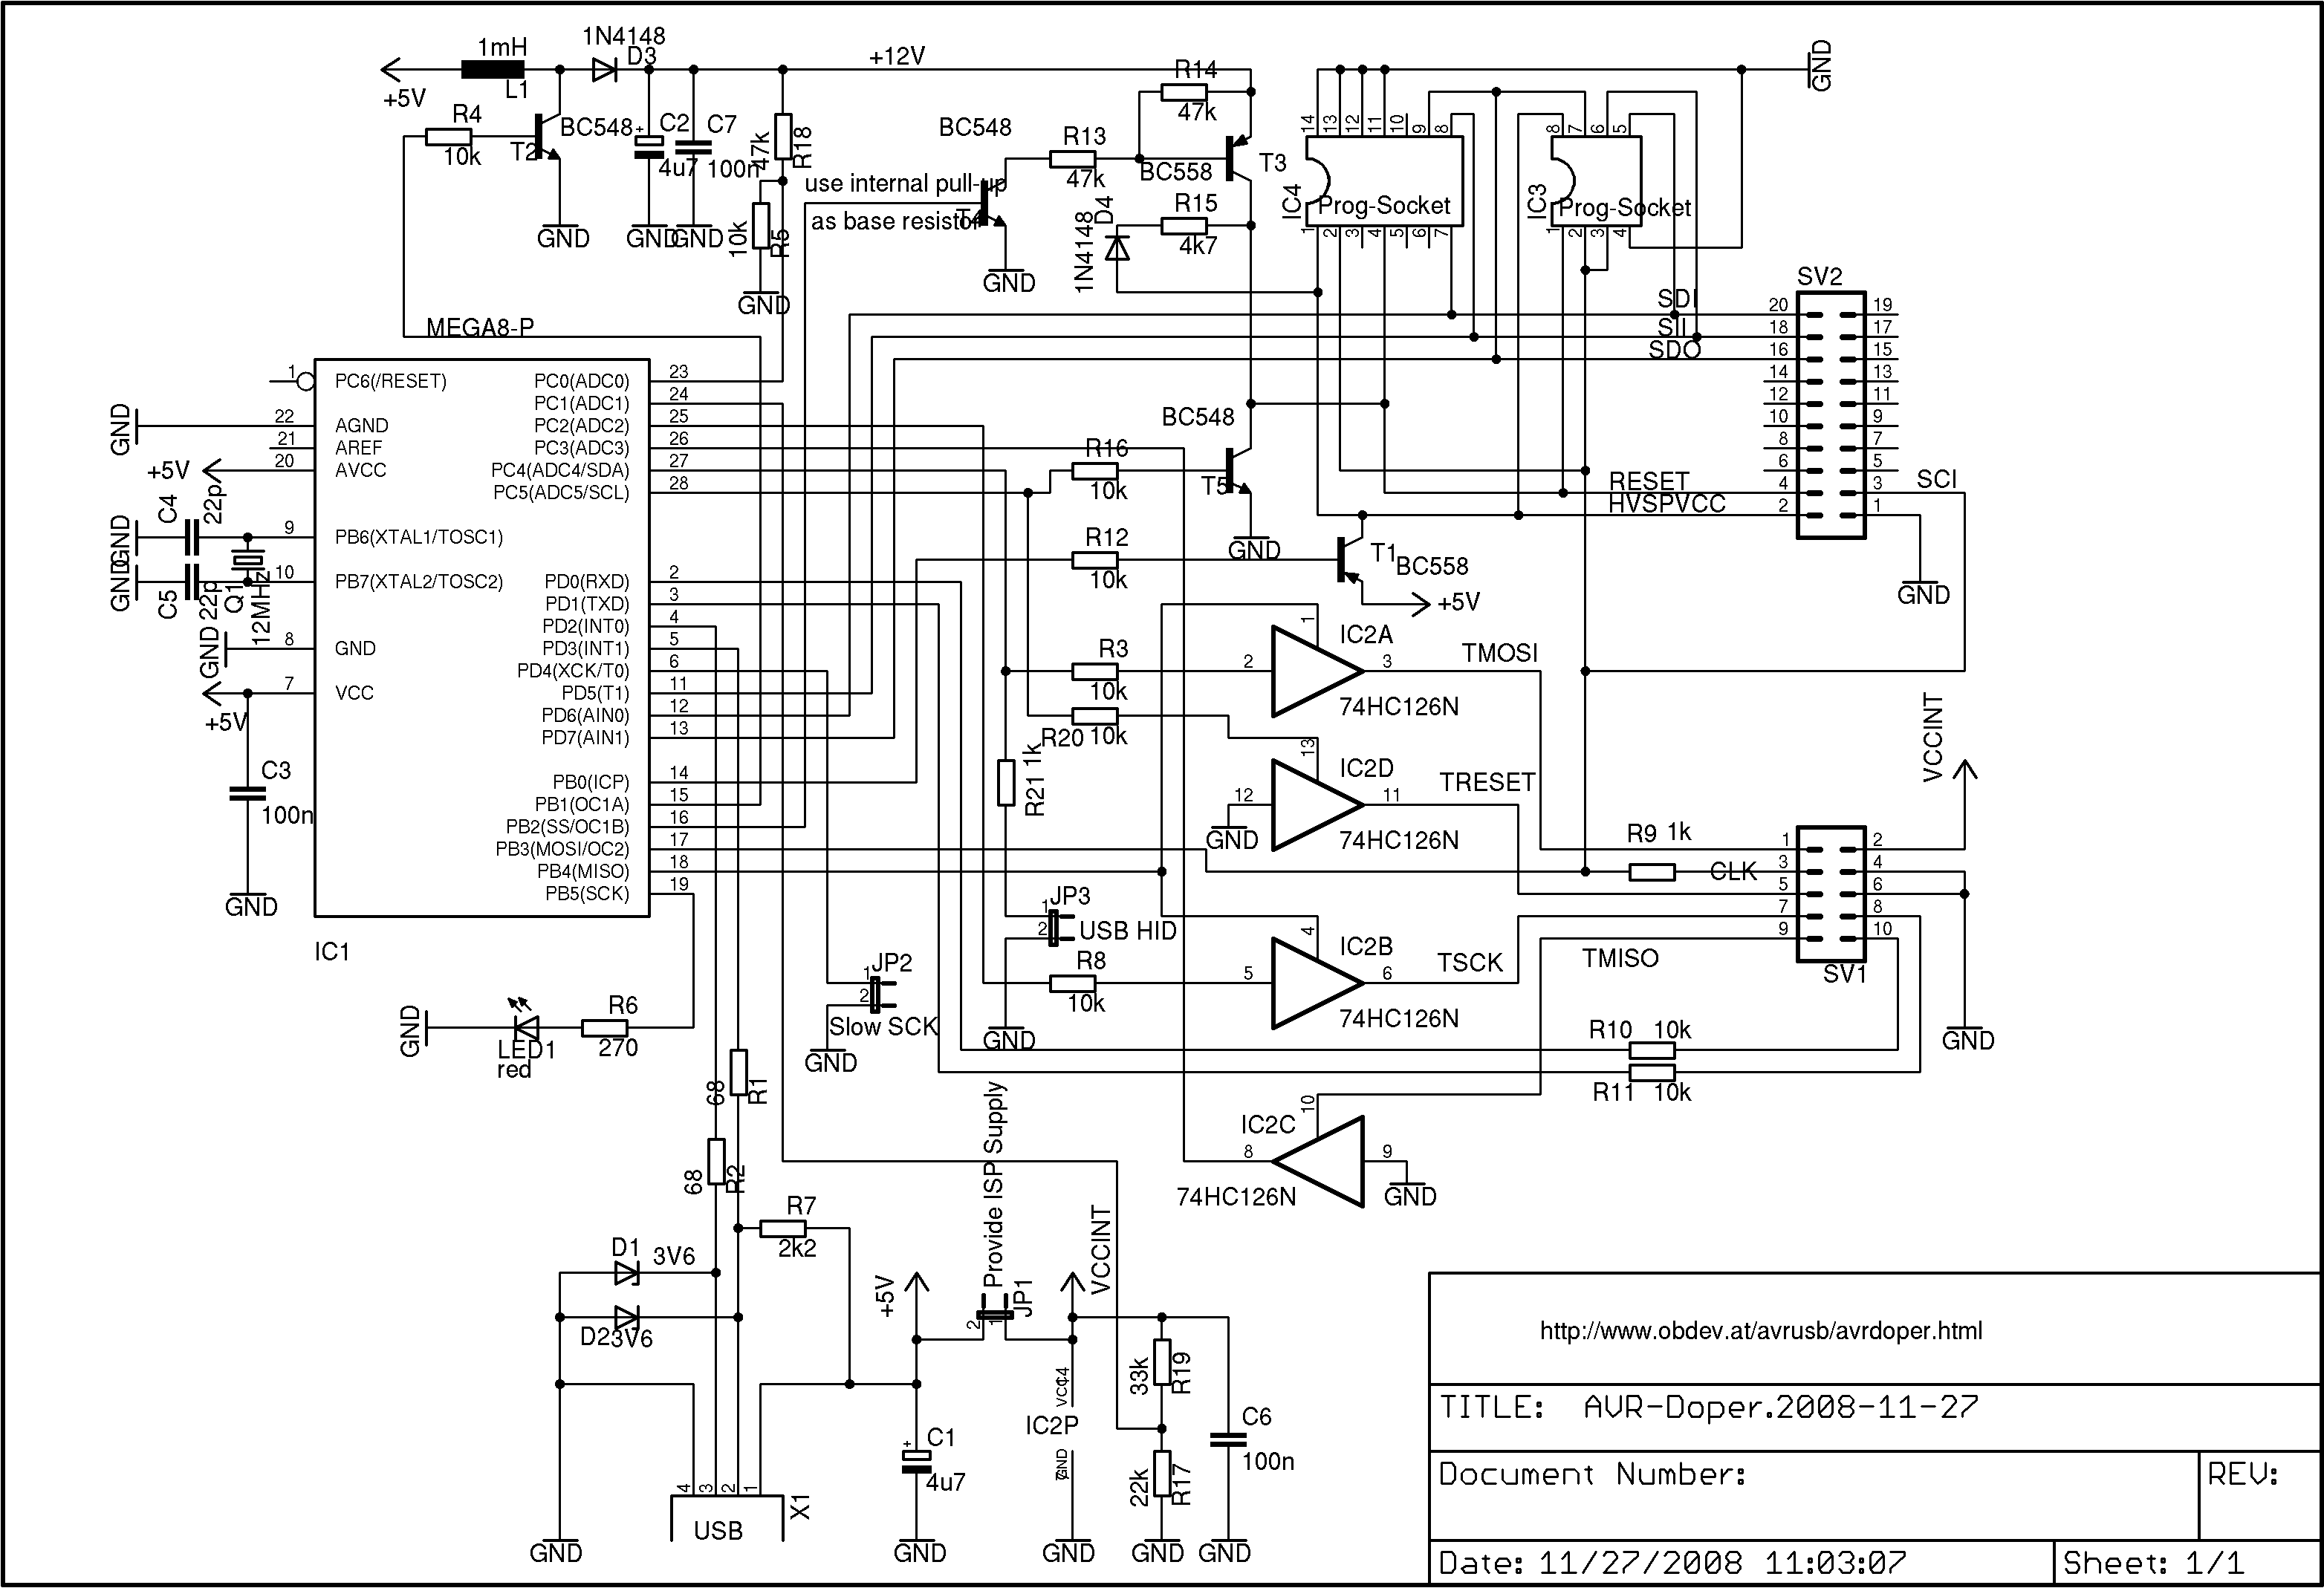 1N4148
1mH
D3
+12V
L1
+5V
R4
10k
T2
BC548
C2
4u7
C7
100n
47k
R18
GND
GND
GND
use internal pull-up
as base resistor
T4
10k
R5
GND
BC548
R13
47k
R14
47k
BC558
T3
R15
4k7
D4
1N4148
GND
GND
14
13
12
11
10
9
8
IC4
Prog-Socket
1
2
3
4
5
6
7
8
7
6
5
IC3
Prog-Socket
1
2
3
4
SV2
SDI
SII
SDO
20
18
16
14
12
10
8
6
4
2
19
17
15
13
11
9
7
5
3
1
SCI
RESET
HVSPVCC
GND
MEGA8-P
1
PC6(/RESET)
GND
22
AGND
21
AREF
+5V
20
AVCC
GND
C4
22p
9
PB6(XTAL1/TOSC1)
GND
C5
22p
Q1
12MHz
10
PB7(XTAL2/TOSC2)
GND
8
GND
+5V
7
VCC
C3
100n
GND
IC1
PC0(ADC0)
23
PC1(ADC1)
24
PC2(ADC2)
25
PC3(ADC3)
26
PC4(ADC4/SDA)
27
PC5(ADC5/SCL)
28
PD0(RXD)
2
PD1(TXD)
3
PD2(INT0)
4
PD3(INT1)
5
PD4(XCK/T0)
6
PD5(T1)
11
PD6(AIN0)
12
PD7(AIN1)
13
PB0(ICP)
14
PB1(OC1A)
15
PB2(SS/OC1B)
16
PB3(MOSI/OC2)
17
PB4(MISO)
18
PB5(SCK)
19
BC548
R16
10k
T5
GND
R12
10k
T1
BC558
+5V
R3
10k
R20
10k
R21
1k
1
IC2A
2
3
TMOSI
74HC126N
13
IC2D
12
11
TRESET
GND
74HC126N
JP3
1
2
USB HID
GND
R8
10k
4
IC2B
5
6
TSCK
74HC126N
JP2
1
2
Slow SCK
GND
VCCINT
R9
1k
CLK
1
3
5
7
9
2
4
6
8
10
SV1
TMISO
GND
R10
10k
R11
10k
10
IC2C
8
9
GND
74HC126N
GND
LED1
red
R6
270
68
R1
68
R2
R7
2k2
D1
3V6
D2
3V6
4
3
2
1
USB
X1
GND
+5V
Provide ISP Supply
JP1
2
1
VCCINT
C1
4u7
GND
IC2P
GND
GND
33k
R19
22k
R17
GND
C6
100n
GND
http://www.obdev.at/avrusb/avrdoper.html
TITLE: AVR-Doper.2008-11-27
Document Number:
REV:
Date: 11/27/2008 11:03:07
Sheet: 1/1